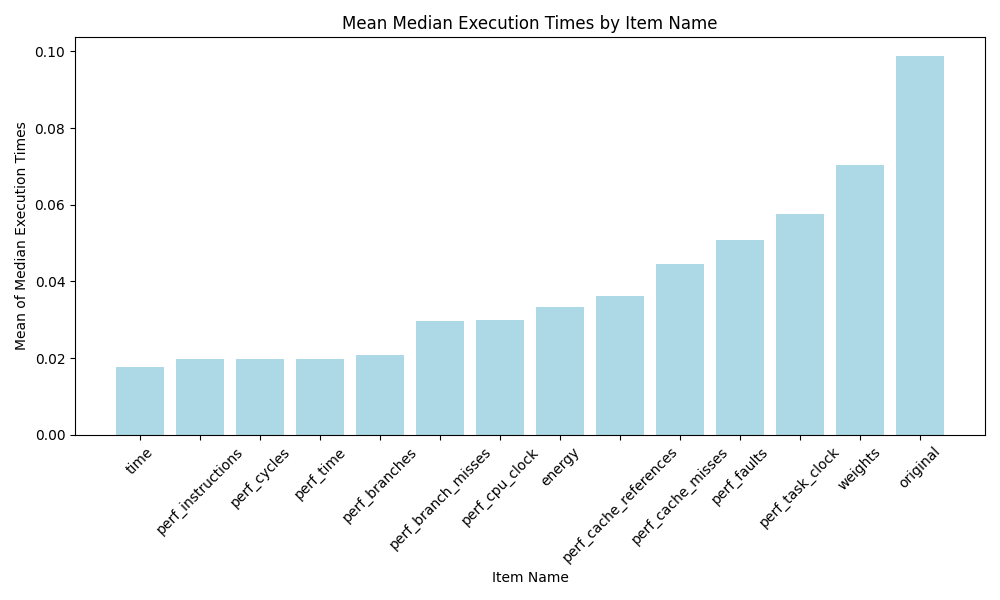 Mean Median Execution Times by Item Name
Mean of Median Execution Times
0.10
0.08
0.06
0.04
0.02
0.00
time
perf_instructions
perf_cycles
perf_time
perf_branches
perf_branch_misses
perf_cpu_clock
energy
perf_cache_references
perf_cache_misses
perf_faults
perf_task_clock
weights
original
Item Name